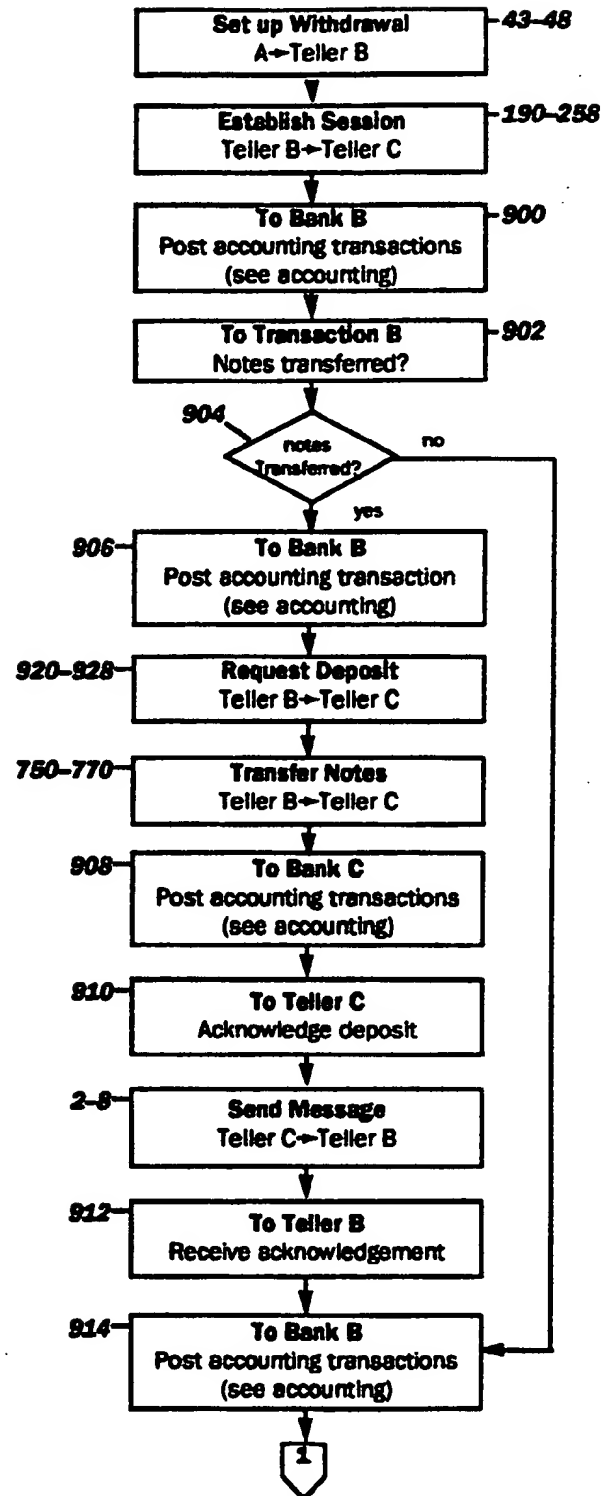 Set up Withdrawal
A→Teller B
43–48
Establish Session
Teller B→Teller C
190–258
To Bank B
Post accounting transactions
(see accounting)
900
To Transaction B
Notes transferred?
902
904
notes
Transferred?
no
yes
906
To Bank B
Post accounting transaction
(see accounting)
920–928
Request Deposit
Teller B→Teller C
750–770
Transfer Notes
Teller B→Teller C
908
To Bank C
Post accounting transactions
(see accounting)
910
To Teller C
Acknowledge deposit
2–8
Send Message
Teller C→Teller B
912
To Teller B
Receive acknowledgement
914
To Bank B
Post accounting transactions
(see accounting)
1